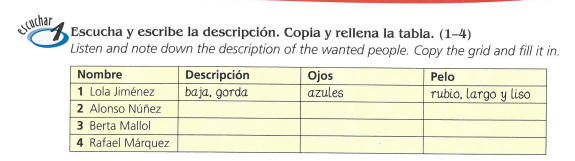 escuchar 4 Escucha y escribe la descripción. Copia y rellena la tabla. (1–4)
Listen and note down the description of the wanted people. Copy the grid and fill it in.
Nombre Descripción Ojos Pelo
1 Lola Jiménez baja, gorda azules rubio, largo y liso
2 Alonso Núñez
3 Berta Mallol
4 Rafael Márquez